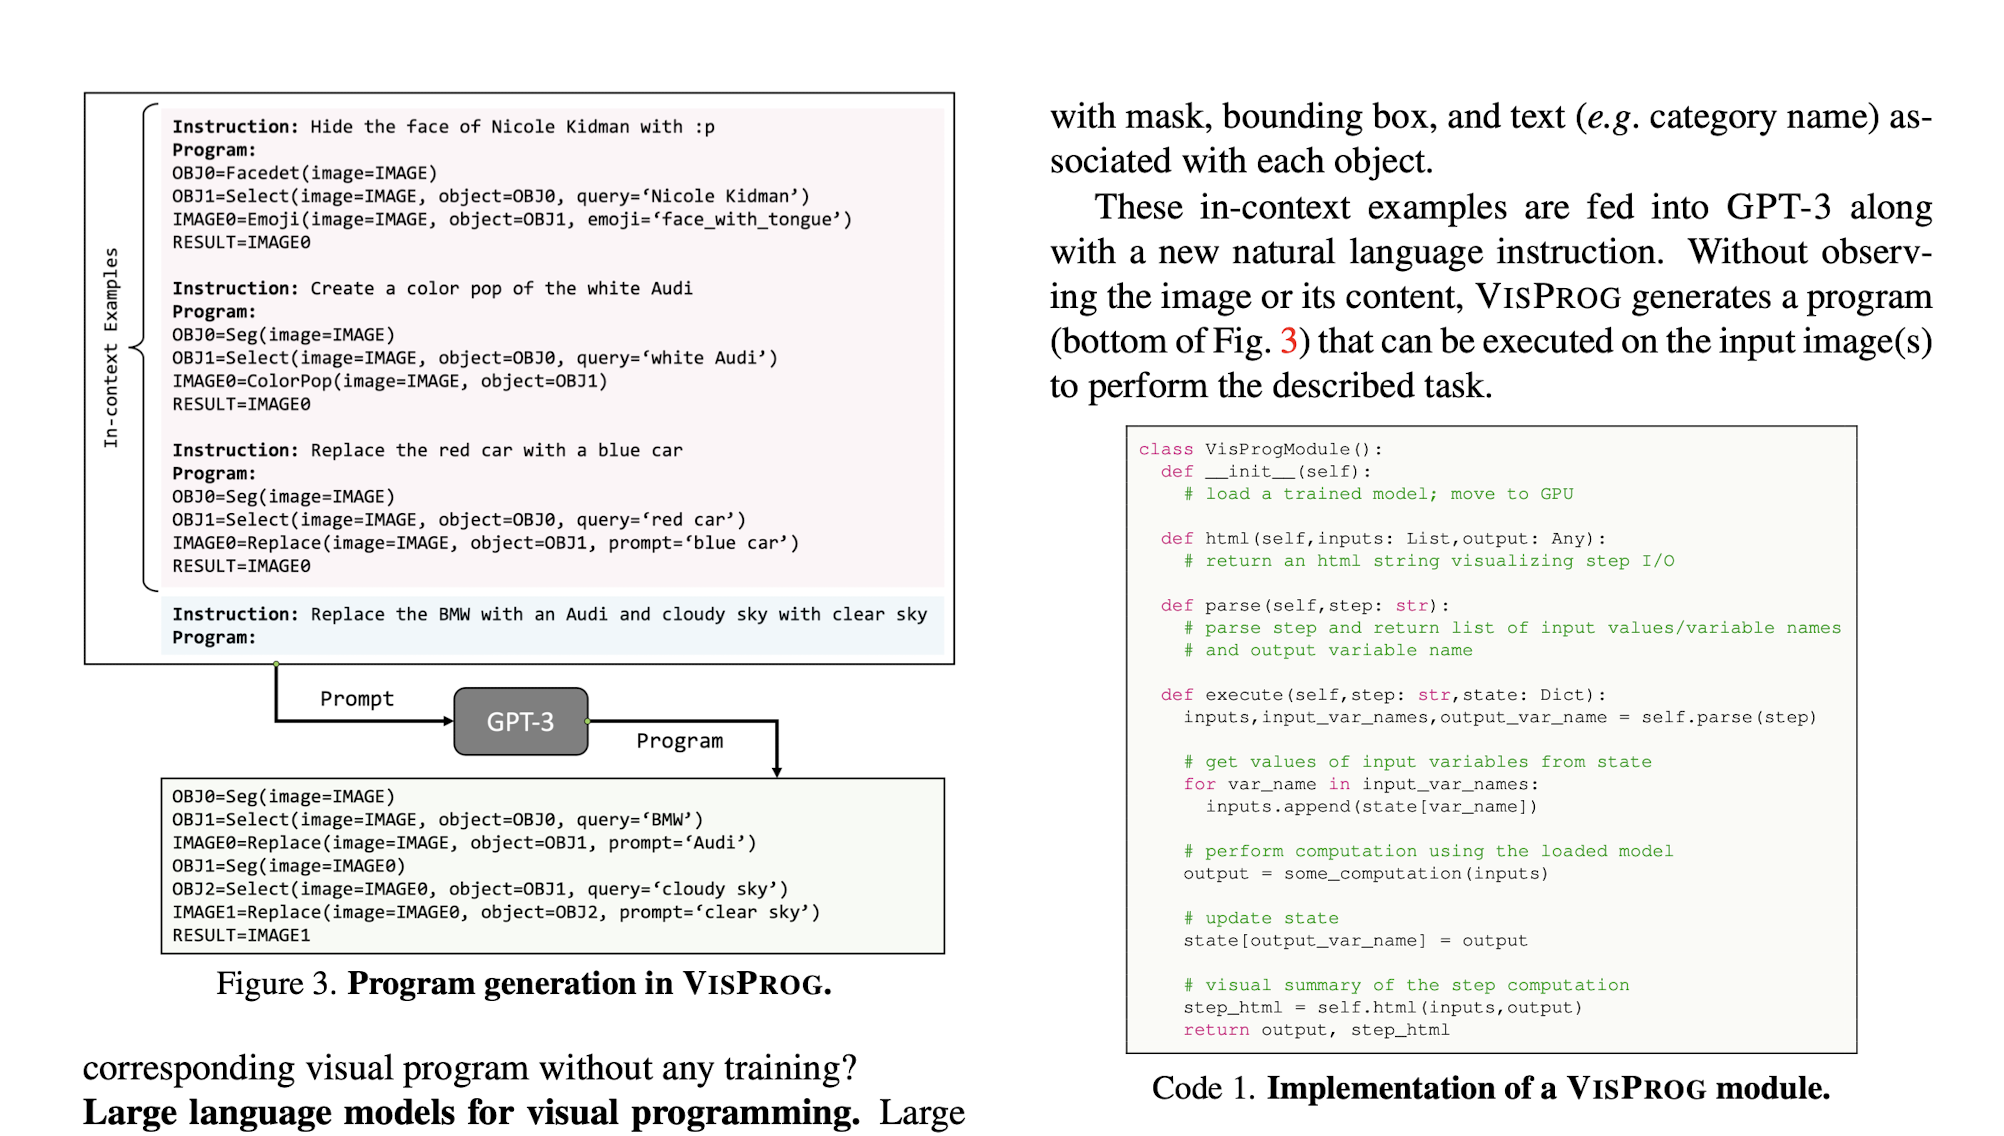 In-context Examples
Instruction: Hide the face of Nicole Kidman with :p
Program:
OBJ0=Facedet(image=IMAGE)
OBJ1=Select(image=IMAGE, object=OBJ0, query=‘Nicole Kidman’)
IMAGE0=Emoji(image=IMAGE, object=OBJ1, emoji=‘face_with_tongue’)
RESULT=IMAGE0
Instruction: Create a color pop of the white Audi
Program:
OBJ0=Seg(image=IMAGE)
OBJ1=Select(image=IMAGE, object=OBJ0, query=‘white Audi’)
IMAGE0=ColorPop(image=IMAGE, object=OBJ1)
RESULT=IMAGE0
Instruction: Replace the red car with a blue car
Program:
OBJ0=Seg(image=IMAGE)
OBJ1=Select(image=IMAGE, object=OBJ0, query=‘red car’)
IMAGE0=Replace(image=IMAGE, object=OBJ1, prompt=‘blue car’)
RESULT=IMAGE0
Instruction: Replace the BMW with an Audi and cloudy sky with clear sky
Program:
Prompt
GPT-3
Program
OBJ0=Seg(image=IMAGE)
OBJ1=Select(image=IMAGE, object=OBJ0, query=‘BMW’)
IMAGE0=Replace(image=IMAGE, object=OBJ1, prompt=‘Audi’)
OBJ1=Seg(image=IMAGE0)
OBJ2=Select(image=IMAGE0, object=OBJ1, query=‘cloudy sky’)
IMAGE1=Replace(image=IMAGE0, object=OBJ2, prompt=‘clear sky’)
RESULT=IMAGE1
Figure 3. Program generation in VISPROG.
corresponding visual program without any training?
Large language models for visual programming. Large
with mask, bounding box, and text (e.g. category name) as-
sociated with each object.
These in-context examples are fed into GPT-3 along
with a new natural language instruction. Without observ-
ing the image or its content, VISPROG generates a program
(bottom of Fig. 3) that can be executed on the input image(s)
to perform the described task.
class VisProgModule():
  def __init__(self):
    # load a trained model; move to GPU
  def html(self,inputs: List,output: Any):
    # return an html string visualizing step I/O
  def parse(self,step: str):
    # parse step and return list of input values/variable names
    # and output variable name
  def execute(self,step: str,state: Dict):
    inputs,input_var_names,output_var_name = self.parse(step)
    # get values of input variables from state
    for var_name in input_var_names:
      inputs.append(state[var_name])
    # perform computation using the loaded model
    output = some_computation(inputs)
    # update state
    state[output_var_name] = output
    # visual summary of the step computation
    step_html = self.html(inputs,output)
    return output, step_html
Code 1. Implementation of a VISPROG module.